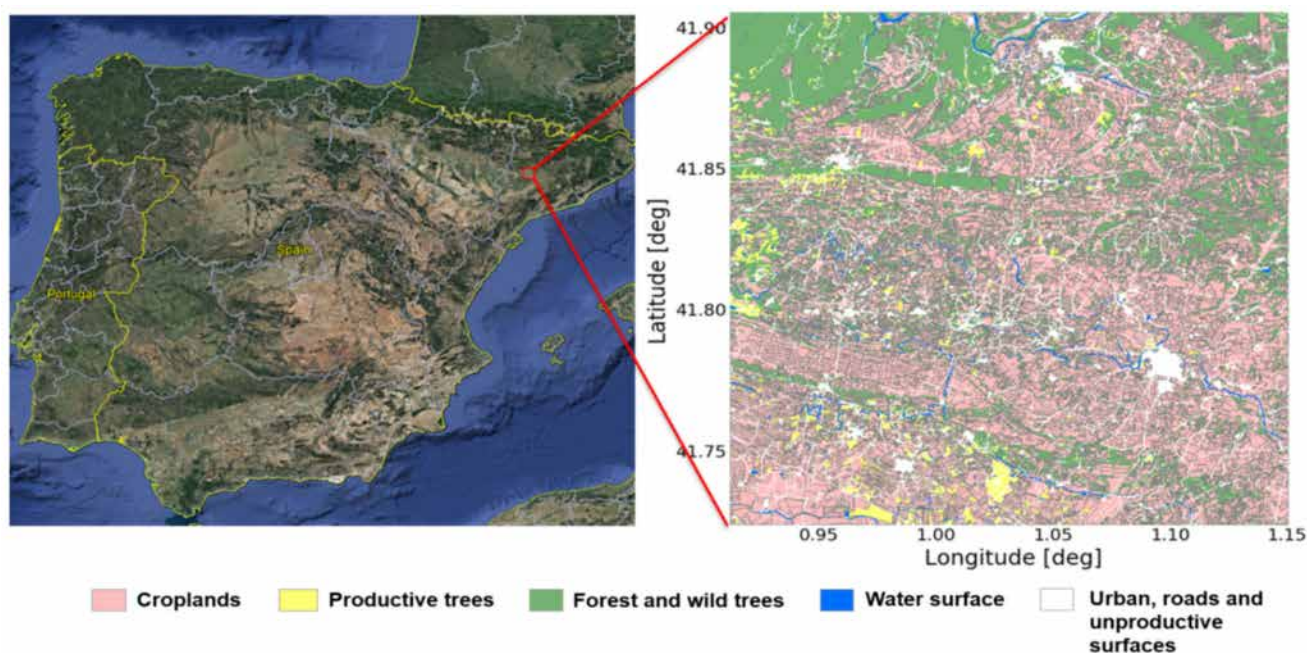 Spain
Portugal
Latitude [deg]
41.90
41.85
41.80
41.75
0.95 1.00 1.05 1.10 1.15
Longitude [deg]
Croplands Productive trees Forest and wild trees Water surface Urban, roads and
unproductive
surfaces